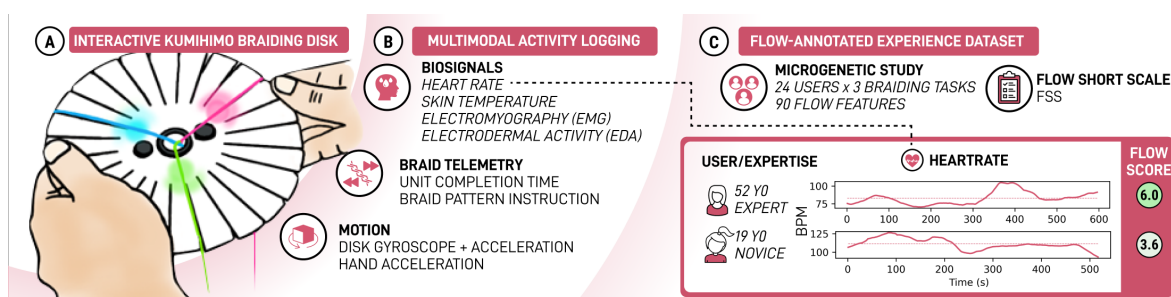 A INTERACTIVE KUMIHIMO BRAIDING DISK
B MULTIMODAL ACTIVITY LOGGING
BIOSIGNALS
HEART RATE
SKIN TEMPERATURE
ELECTROMYOGRAPHY (EMG)
ELECTRODERMAL ACTIVITY (EDA)
BRAID TELEMETRY
UNIT COMPLETION TIME
BRAID PATTERN INSTRUCTION
MOTION
DISK GYROSCOPE + ACCELERATION
HAND ACCELERATION
C FLOW-ANNOTATED EXPERIENCE DATASET
MICROGENETIC STUDY
24 USERS x 3 BRAIDING TASKS
90 FLOW FEATURES
FLOW SHORT SCALE
FSS
USER/EXPERTISE
HEARTRATE
FLOW
SCORE
52 YO
EXPERT
BPM
100
75
0 100 200 300 400 500 600
6.0
19 YO
NOVICE
125
100
0 100 200 300 400 500
Time (s)
3.6